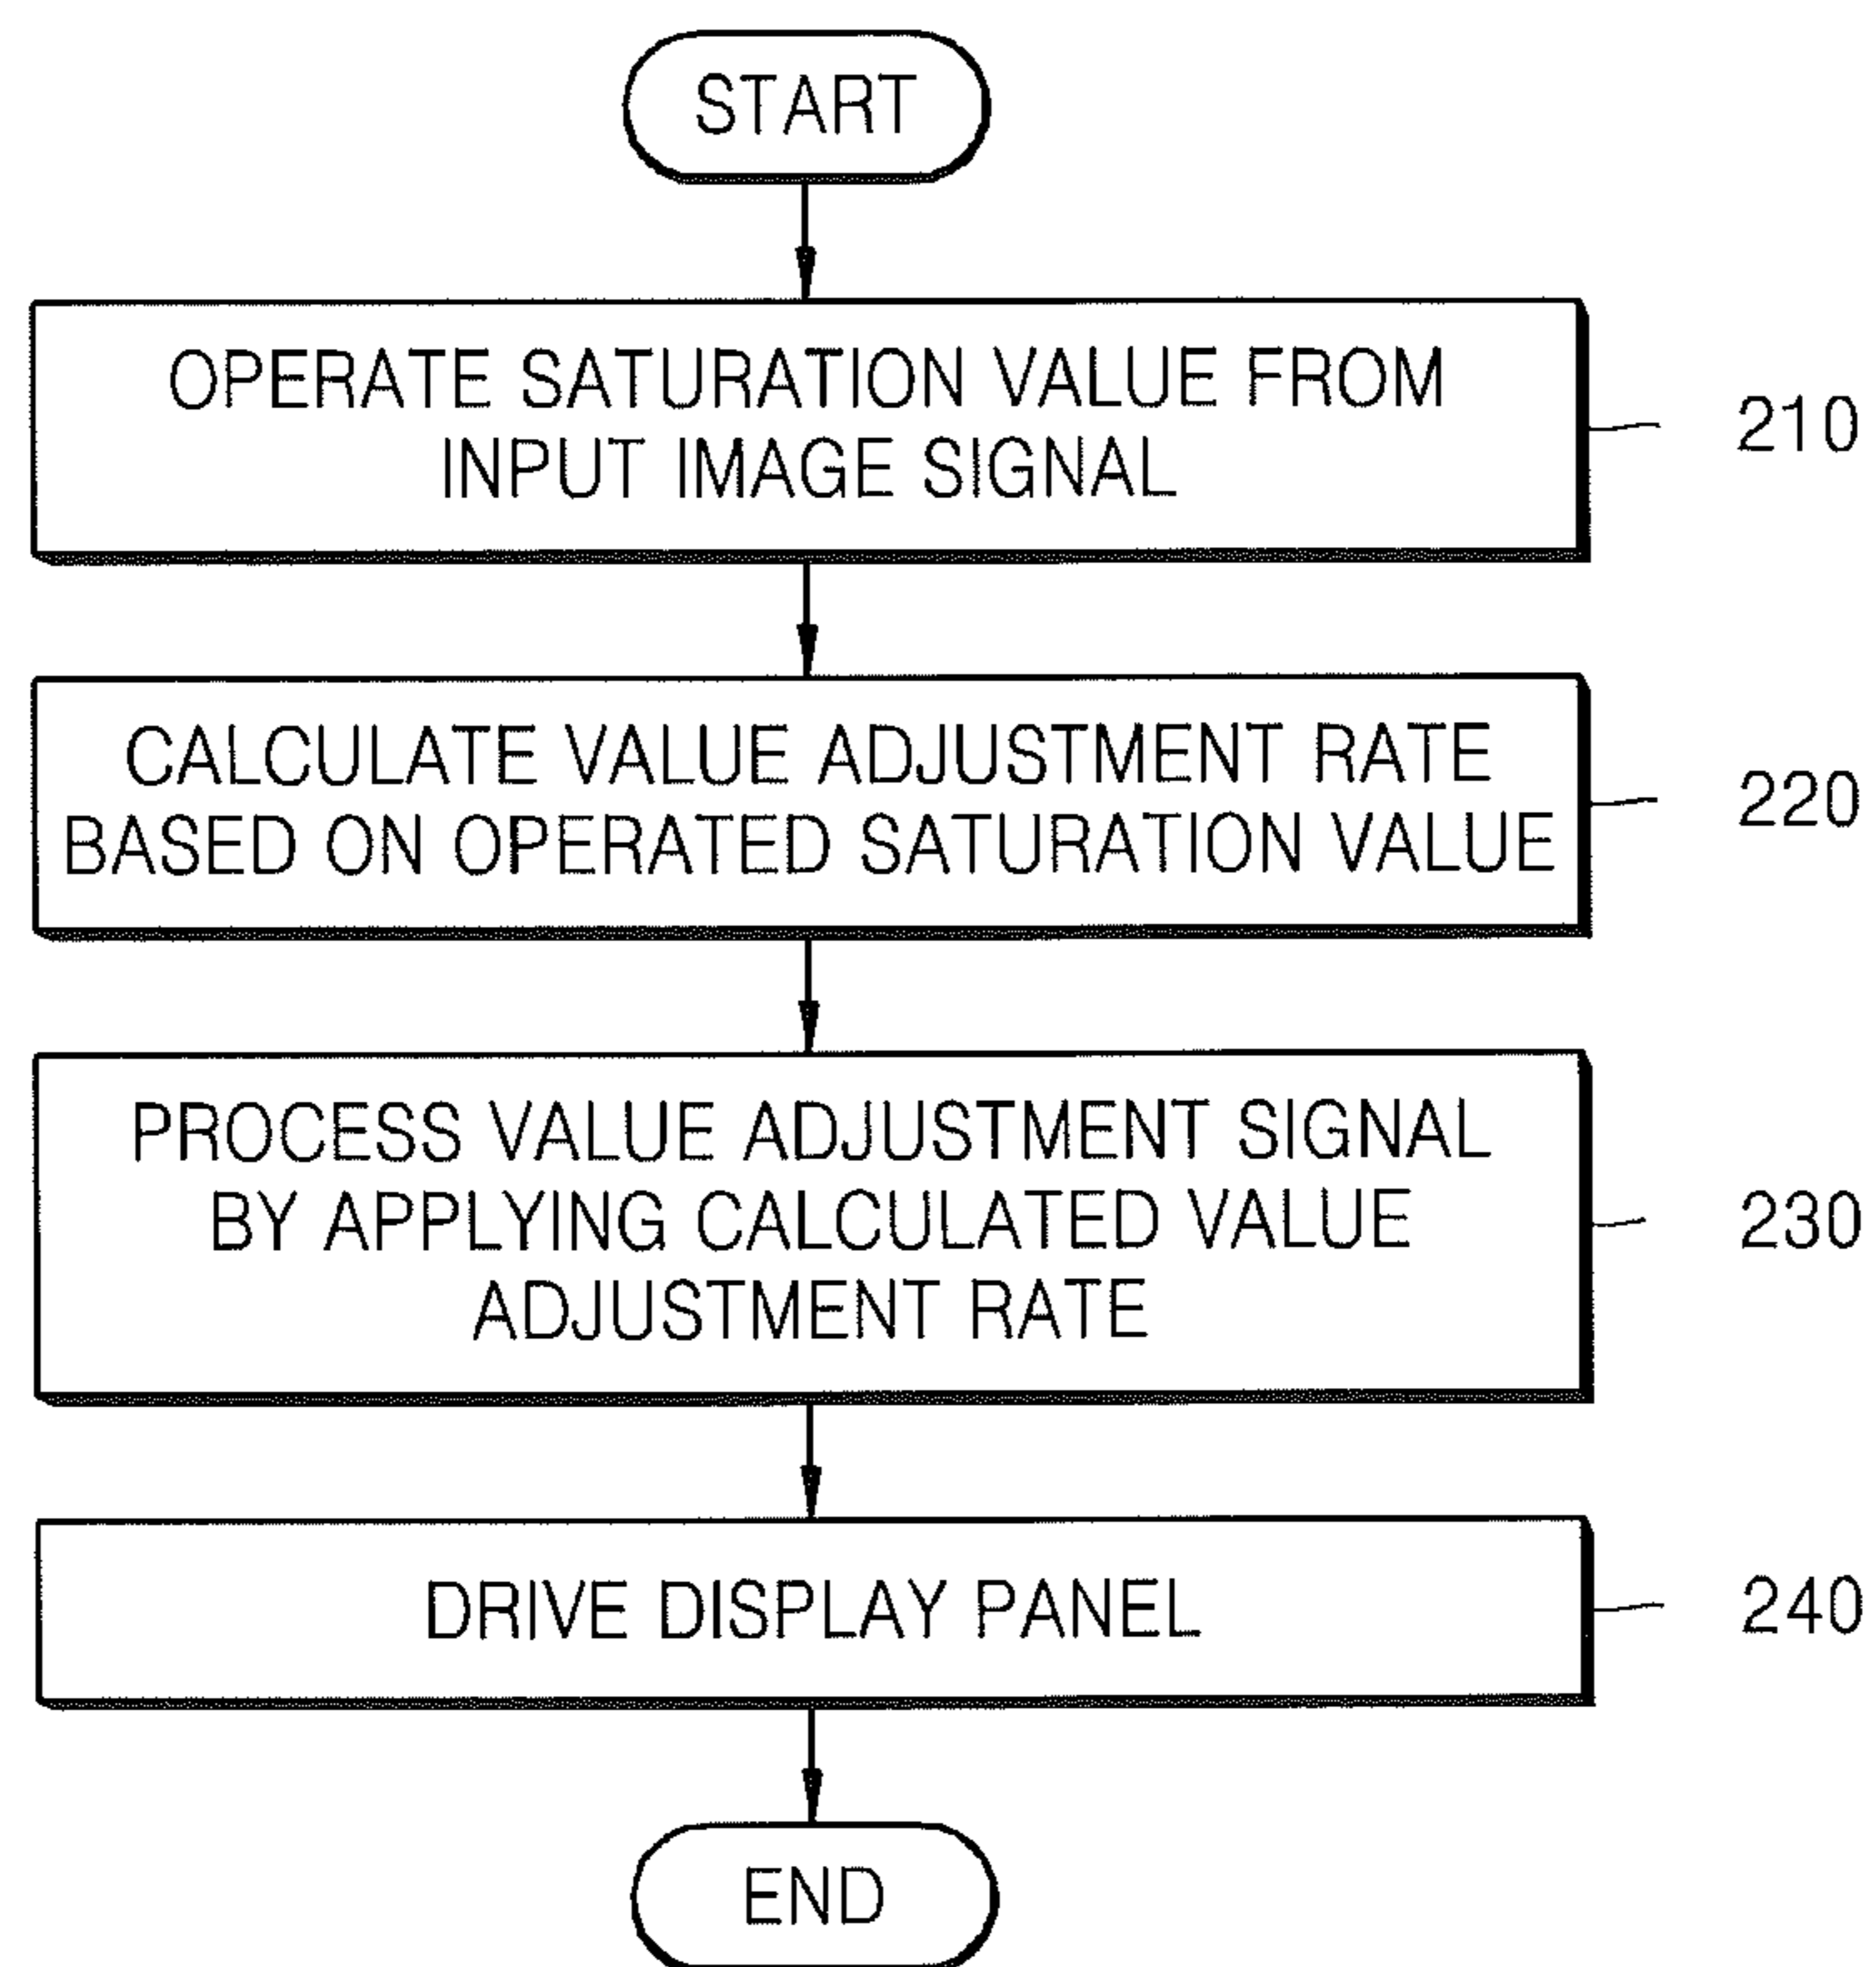 START
OPERATE SATURATION VALUE FROM
INPUT IMAGE SIGNAL
210
CALCULATE VALUE ADJUSTMENT RATE
BASED ON OPERATED SATURATION VALUE
220
PROCESS VALUE ADJUSTMENT SIGNAL
BY APPLYING CALCULATED VALUE
ADJUSTMENT RATE
230
DRIVE DISPLAY PANEL
240
END